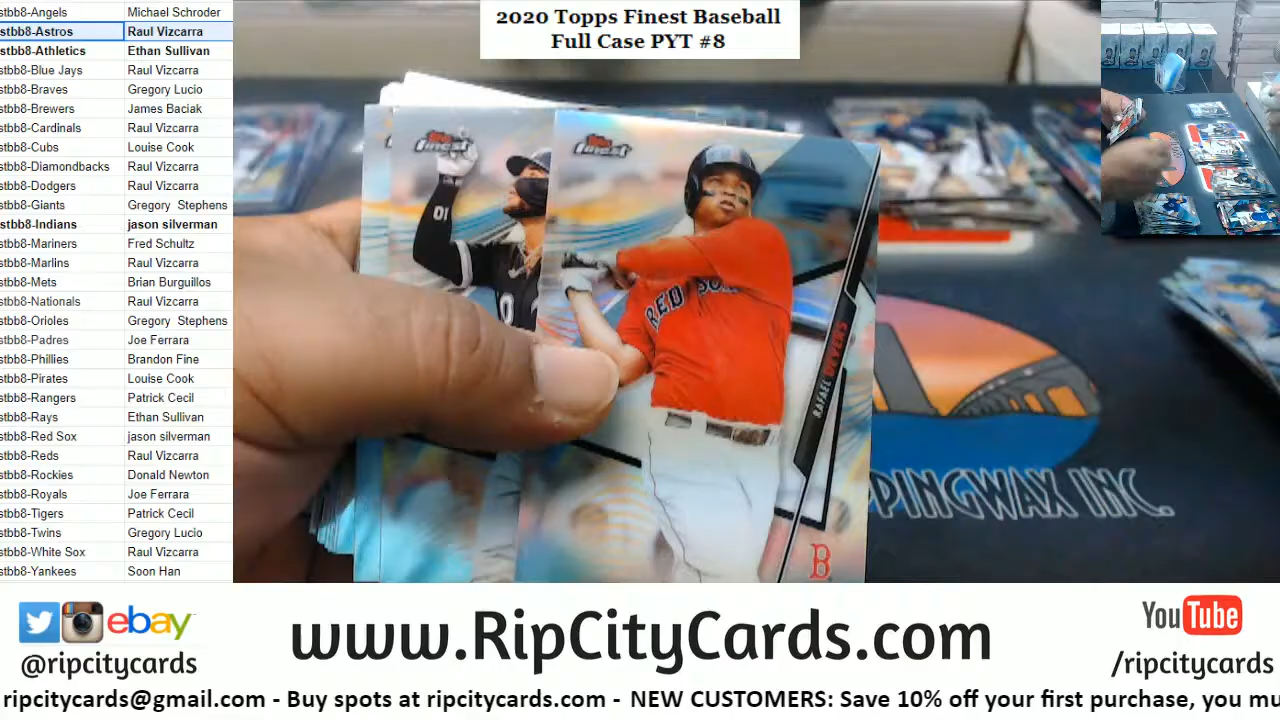 stbb8-Angels Michael Schroder
stbb8-Astros Raul Vizcarra
stbb8-Athletics Ethan Sullivan
stbb8-Blue Jays Raul Vizcarra
stbb8-Braves Gregory Lucio
stbb8-Brewers James Baciak
stbb8-Cardinals Raul Vizcarra
stbb8-Cubs Louise Cook
stbb8-Diamondbacks Raul Vizcarra
stbb8-Dodgers Raul Vizcarra
stbb8-Giants Gregory Stephens
stbb8-Indians jason silverman
stbb8-Mariners Fred Schultz
stbb8-Marlins Raul Vizcarra
stbb8-Mets Brian Burguillos
stbb8-Nationals Raul Vizcarra
stbb8-Orioles Gregory Stephens
stbb8-Padres Joe Ferrara
stbb8-Phillies Brandon Fine
stbb8-Pirates Louise Cook
stbb8-Rangers Patrick Cecil
stbb8-Rays Ethan Sullivan
stbb8-Red Sox jason silverman
stbb8-Reds Raul Vizcarra
stbb8-Rockies Donald Newton
stbb8-Royals Joe Ferrara
stbb8-Tigers Patrick Cecil
stbb8-Twins Gregory Lucio
stbb8-White Sox Raul Vizcarra
stbb8-Yankees Soon Han
2020 Topps Finest Baseball
Full Case PYT #8
Finest
Finest
10
RED SOX
RAFAEL DEVERS
B
PPINGWAX INC.
ebay
@ripcitycards
www.RipCityCards.com
YouTube
/ripcitycards
ripcitycards@gmail.com - Buy spots at ripcitycards.com - NEW CUSTOMERS: Save 10% off your first purchase, you mu